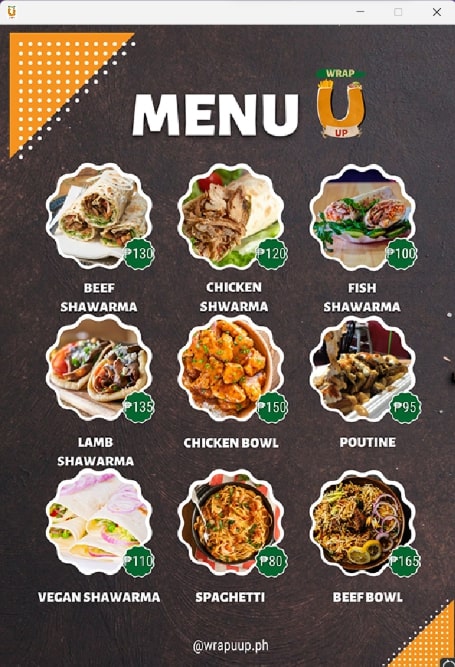 WRAP
U
UP
MENU
₱130
₱120
₱100
BEEF
SHAWARMA
CHICKEN
SHWARMA
FISH
SHAWARMA
₱135
₱150
₱95
LAMB
SHAWARMA
CHICKEN BOWL
POUTINE
₱110
₱80
₱165
VEGAN SHAWARMA
SPAGHETTI
BEEF BOWL
@wrapuup.ph